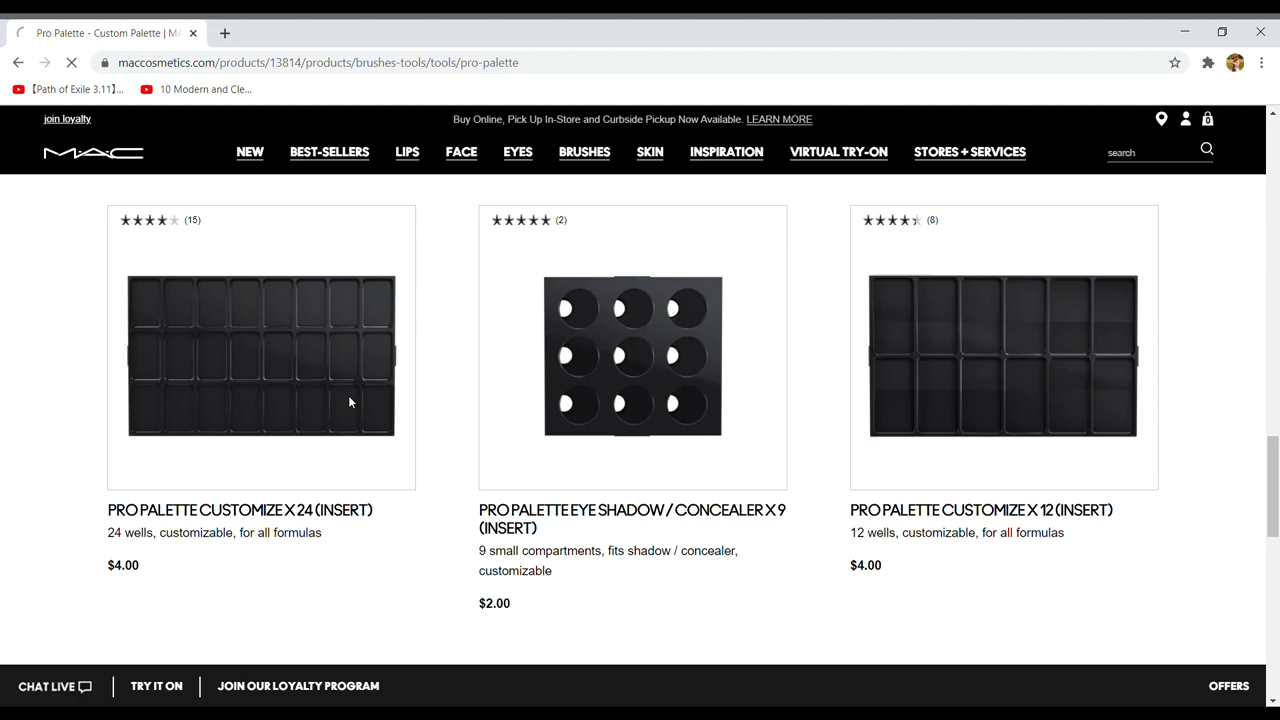 Pro Palette - Custom Palette | MA
maccosmetics.com/products/13814/products/brushes-tools/tools/pro-palette
【Path of Exile 3.11】...
10 Modern and Cle...
join loyalty
Buy Online, Pick Up In-Store and Curbside Pickup Now Available. LEARN MORE
0
MAC
NEW BEST-SELLERS LIPS FACE EYES BRUSHES SKIN INSPIRATION VIRTUAL TRY-ON STORES + SERVICES search
(15)
(2)
(8)
PRO PALETTE CUSTOMIZE X 24 (INSERT)
24 wells, customizable, for all formulas
$4.00
PRO PALETTE EYE SHADOW / CONCEALER X 9
(INSERT)
9 small compartments, fits shadow / concealer,
customizable
$2.00
PRO PALETTE CUSTOMIZE X 12 (INSERT)
12 wells, customizable, for all formulas
$4.00
CHAT LIVE
TRY IT ON
JOIN OUR LOYALTY PROGRAM
OFFERS